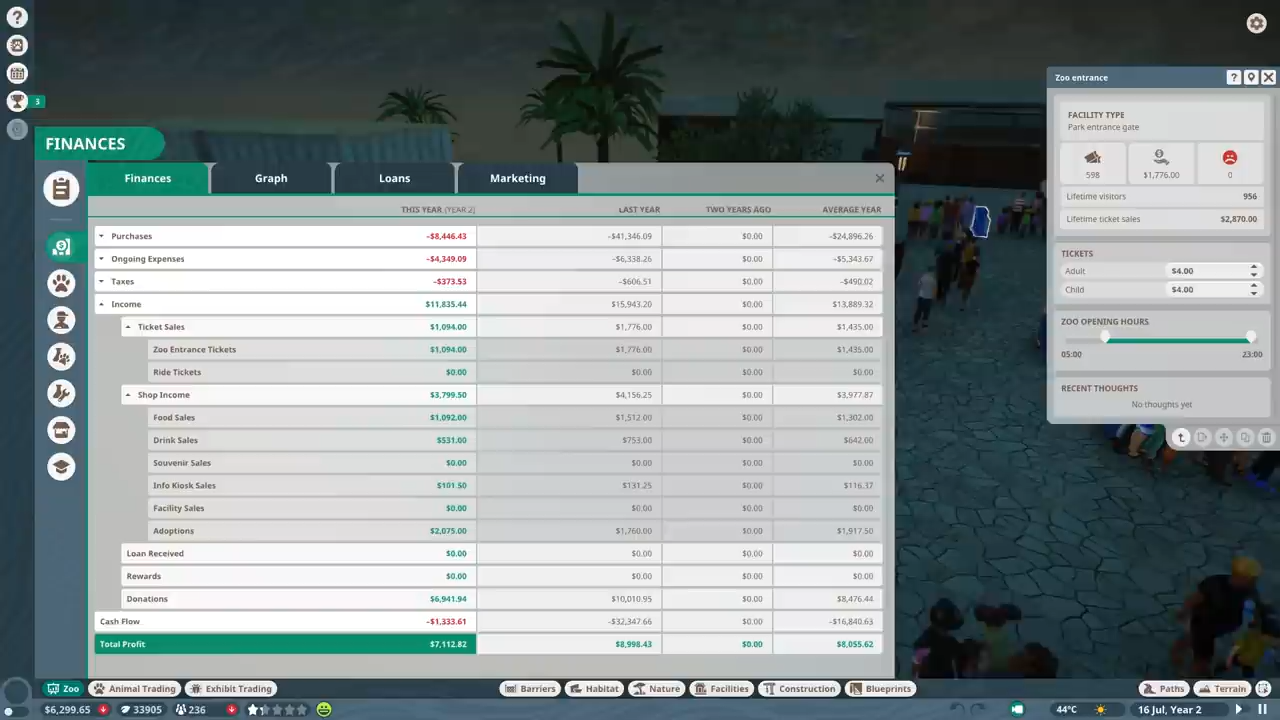 ?
3
FINANCES
Finances Graph Loans Marketing
THIS YEAR (YEAR 2) LAST YEAR TWO YEARS AGO AVERAGE YEAR
Purchases -$8,446.43 -$41,346.09 $0.00 -$24,896.26
Ongoing Expenses -$4,349.09 -$6,338.26 $0.00 -$5,343.67
Taxes -$373.53 -$606.51 $0.00 -$490.02
Income $11,835.44 $15,943.20 $0.00 $13,889.32
Ticket Sales $1,094.00 $1,776.00 $0.00 $1,435.00
Zoo Entrance Tickets $1,094.00 $1,776.00 $0.00 $1,435.00
Ride Tickets $0.00 $0.00 $0.00 $0.00
Shop Income $3,799.50 $4,156.25 $0.00 $3,977.87
Food Sales $1,092.00 $1,512.00 $0.00 $1,302.00
Drink Sales $531.00 $753.00 $0.00 $642.00
Souvenir Sales $0.00 $0.00 $0.00 $0.00
Info Kiosk Sales $101.50 $131.25 $0.00 $116.37
Facility Sales $0.00 $0.00 $0.00 $0.00
Adoptions $2,075.00 $1,760.00 $0.00 $1,917.50
Loan Received $0.00 $0.00 $0.00 $0.00
Rewards $0.00 $0.00 $0.00 $0.00
Donations $6,941.94 $10,010.95 $0.00 $8,476.44
Cash Flow -$1,333.61 -$32,347.66 $0.00 -$16,840.63
Total Profit $7,112.82 $8,998.43 $0.00 $8,055.62
Zoo entrance ?
FACILITY TYPE
Park entrance gate
598 $1,776.00 0
Lifetime visitors 956
Lifetime ticket sales $2,870.00
TICKETS
Adult $4.00
Child $4.00
ZOO OPENING HOURS
05:00 23:00
RECENT THOUGHTS
No thoughts yet
Zoo Animal Trading Exhibit Trading Barriers Habitat Nature Facilities Construction Blueprints Paths Terrain
$6,299.65 33905 236 44°C 16 Jul, Year 2